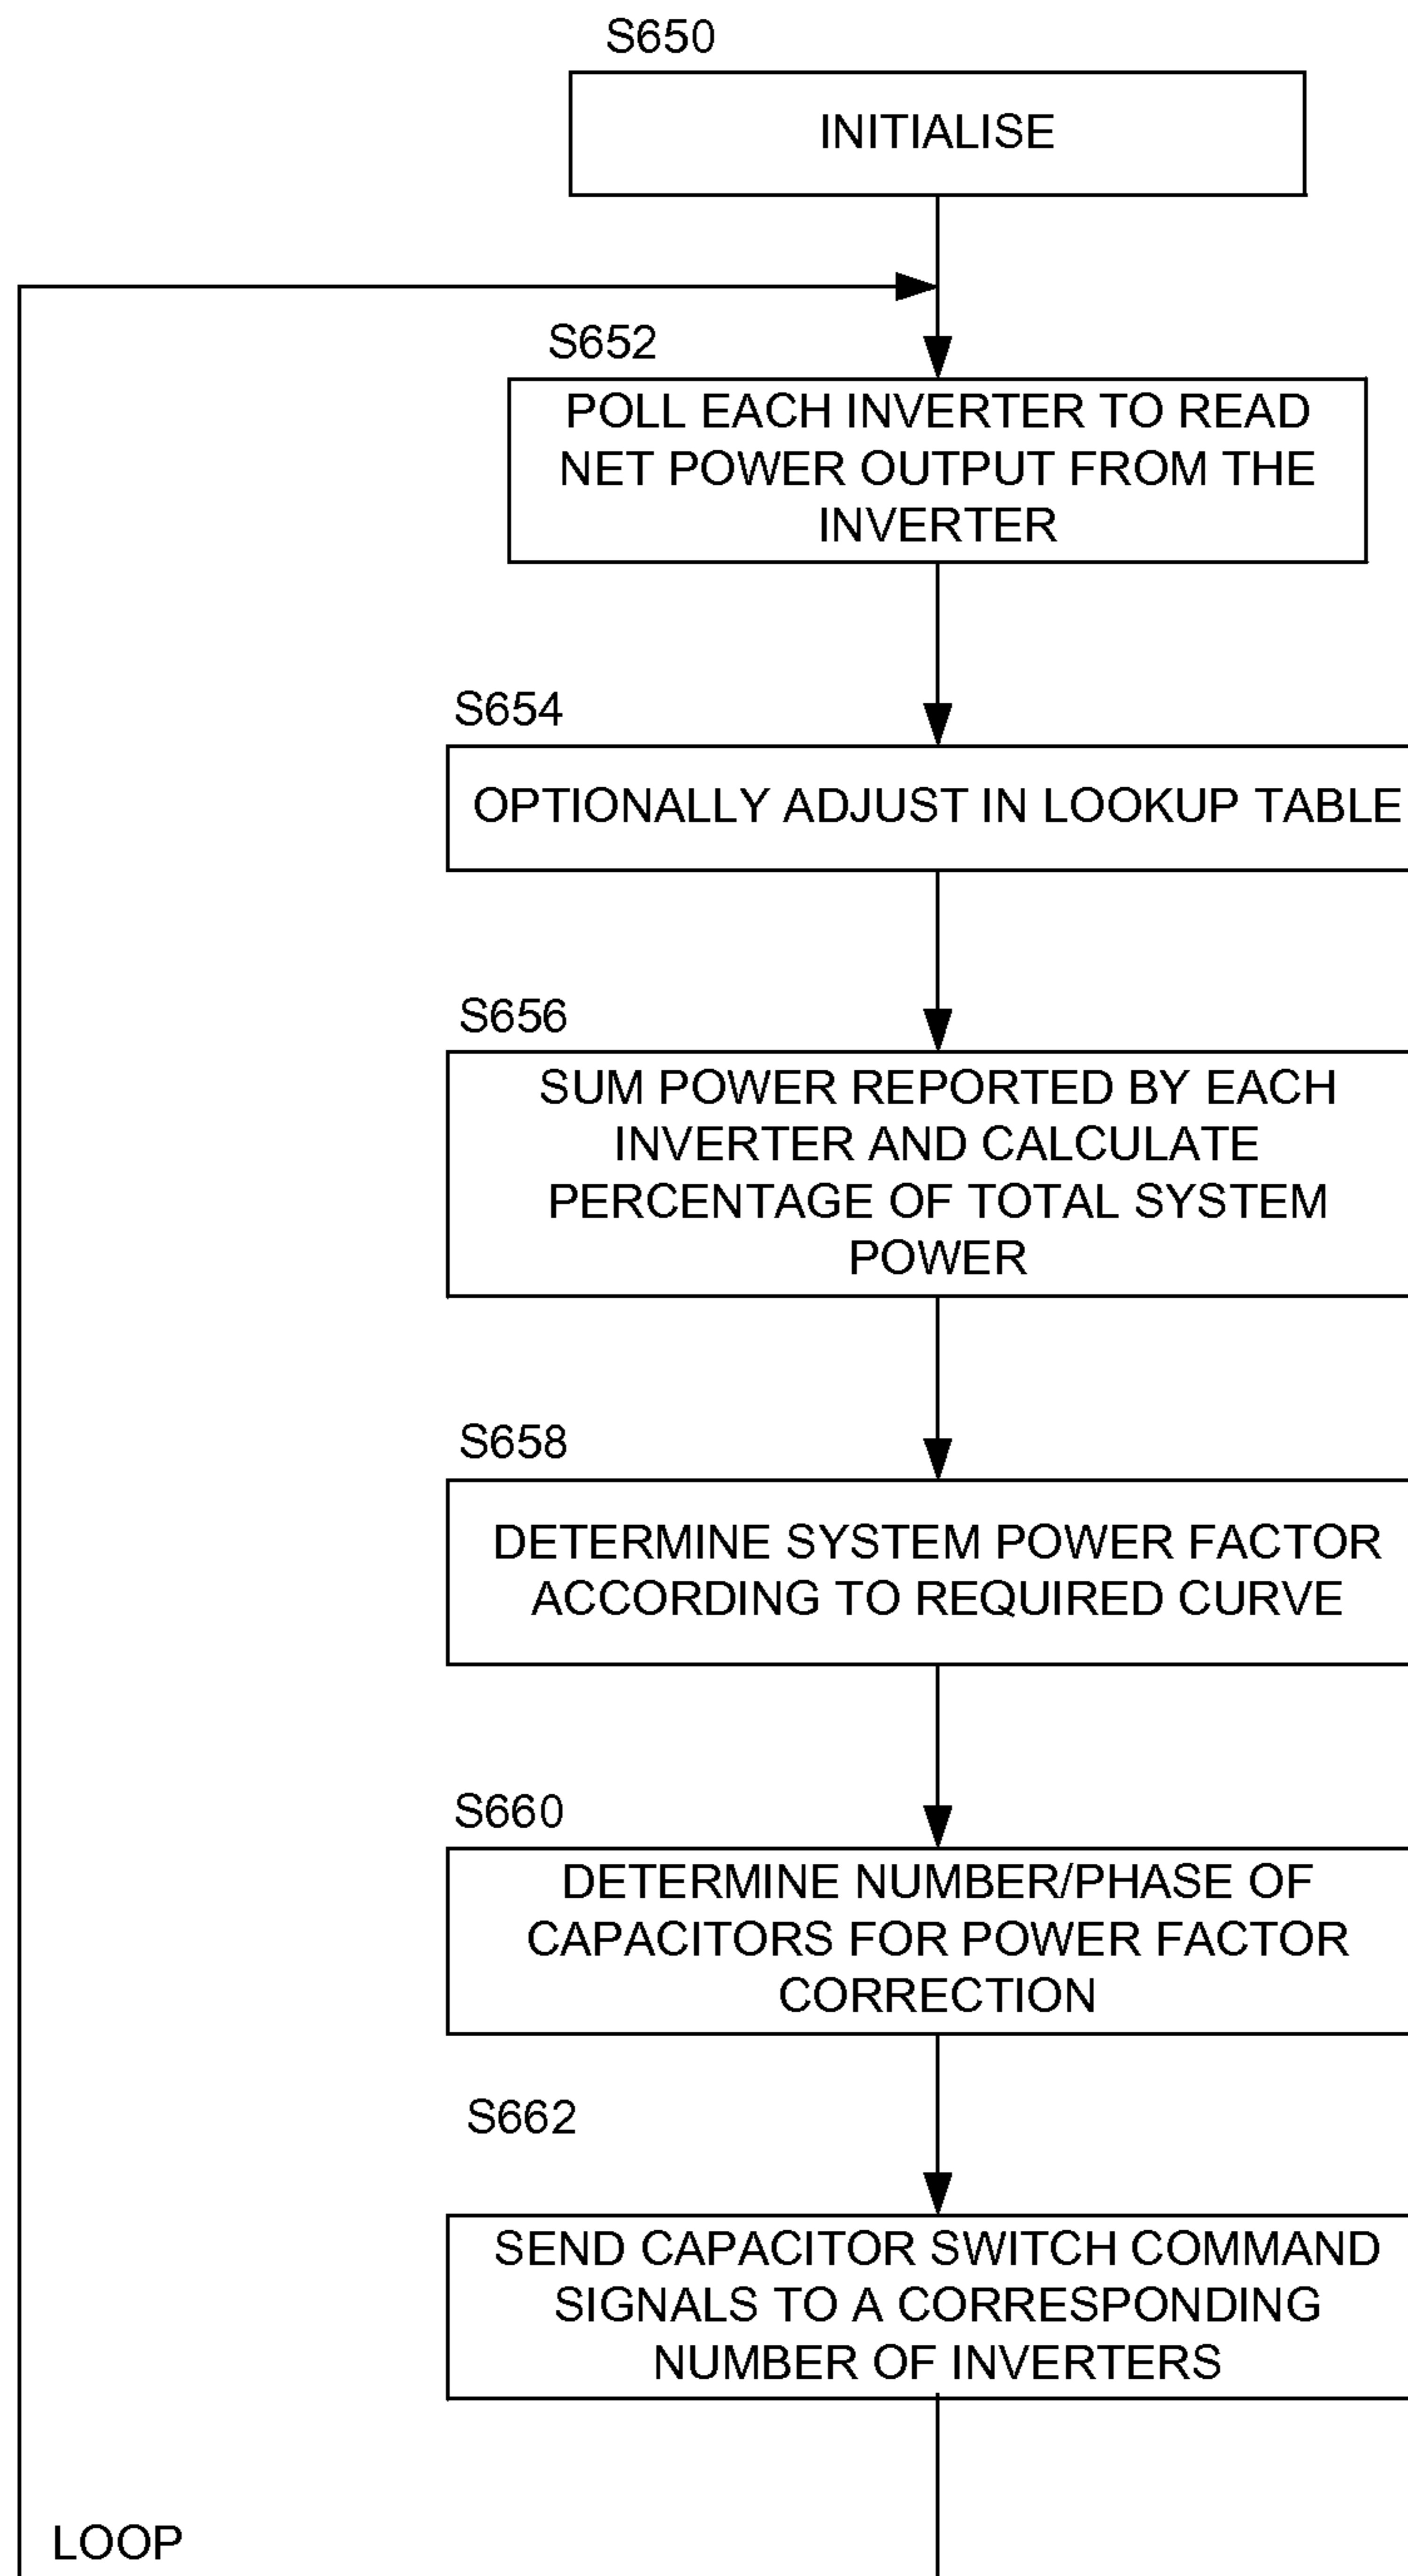 S650
INITIALISE
S652
POLL EACH INVERTER TO READ
NET POWER OUTPUT FROM THE
INVERTER
S654
OPTIONALLY ADJUST IN LOOKUP TABLE
S656
SUM POWER REPORTED BY EACH
INVERTER AND CALCULATE
PERCENTAGE OF TOTAL SYSTEM
POWER
S658
DETERMINE SYSTEM POWER FACTOR
ACCORDING TO REQUIRED CURVE
S660
DETERMINE NUMBER/PHASE OF
CAPACITORS FOR POWER FACTOR
CORRECTION
S662
SEND CAPACITOR SWITCH COMMAND
SIGNALS TO A CORRESPONDING
NUMBER OF INVERTERS
LOOP